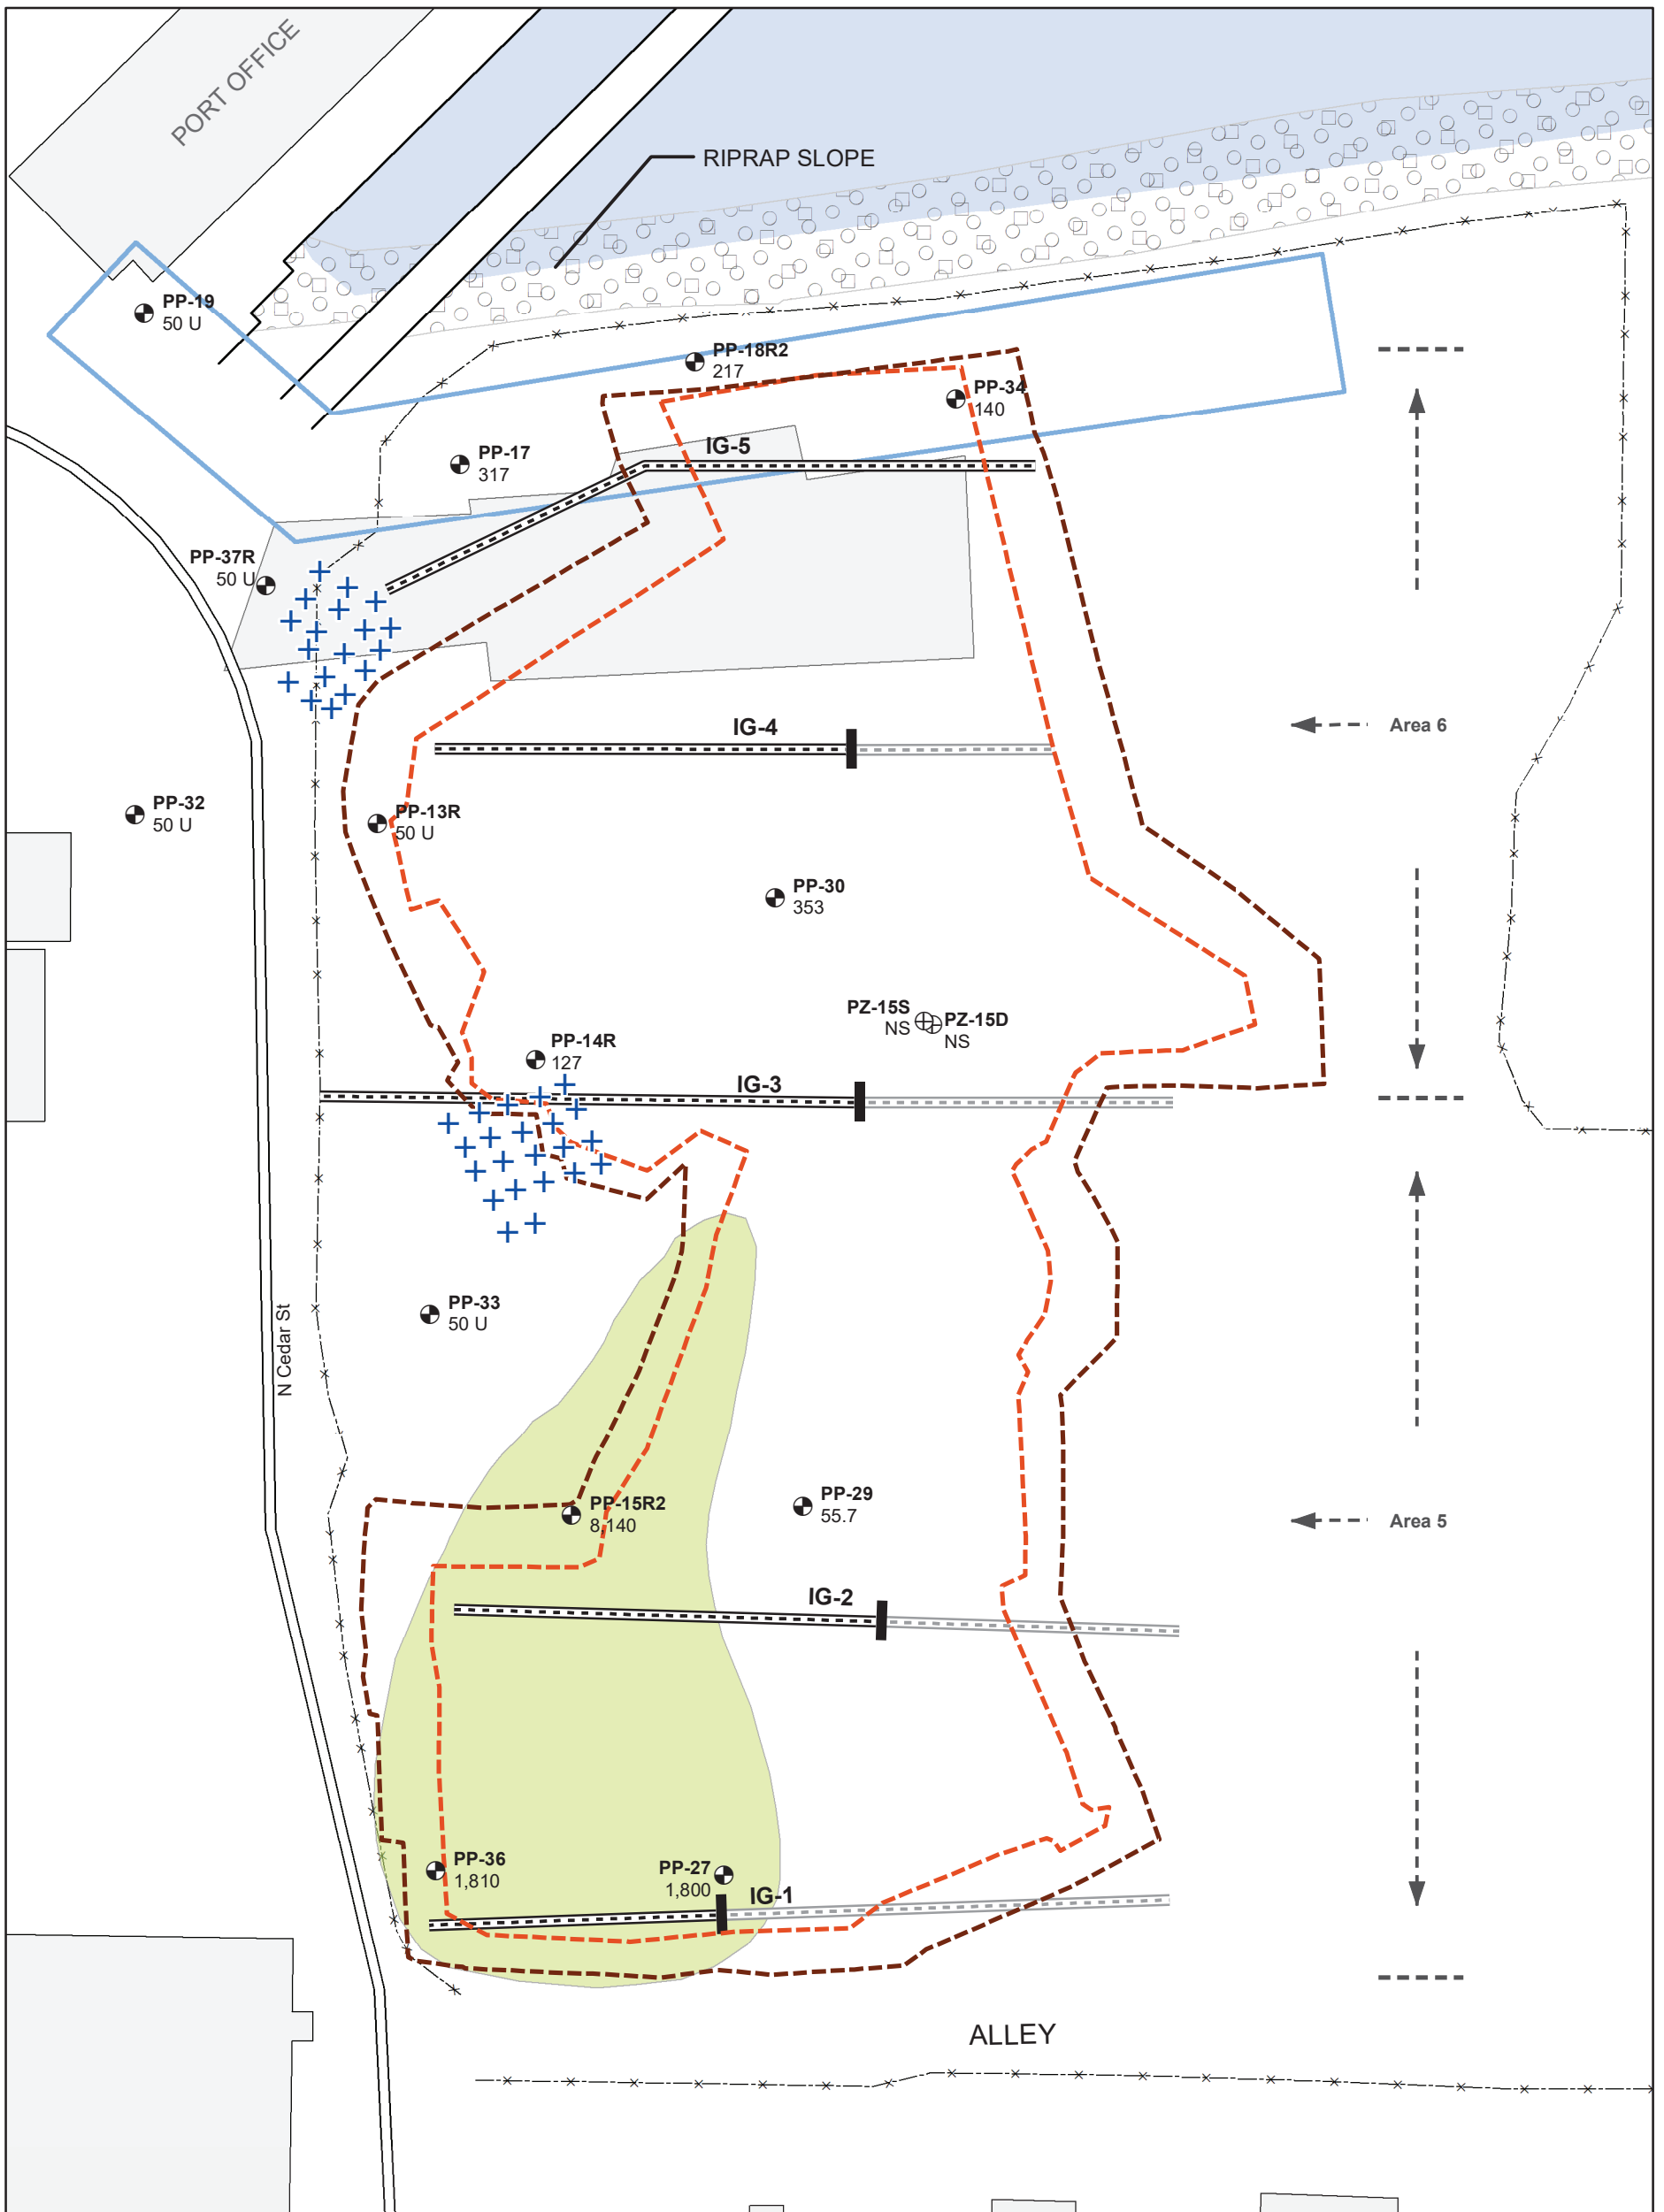 PORT OFFICE
RIPRAP SLOPE
PP-19
50 U
PP-18R2
217
PP-34
140
PP-17
317
IG-5
PP-37R
50 U
IG-4
Area 6
PP-32
50 U
PP-13R
50 U
PP-30
353
PZ-15S
NS
PZ-15D
NS
PP-14R
127
IG-3
N Cedar St
PP-33
50 U
PP-15R2
8,140
PP-29
55.7
Area 5
IG-2
PP-36
1,810
PP-27
1,800
IG-1
ALLEY